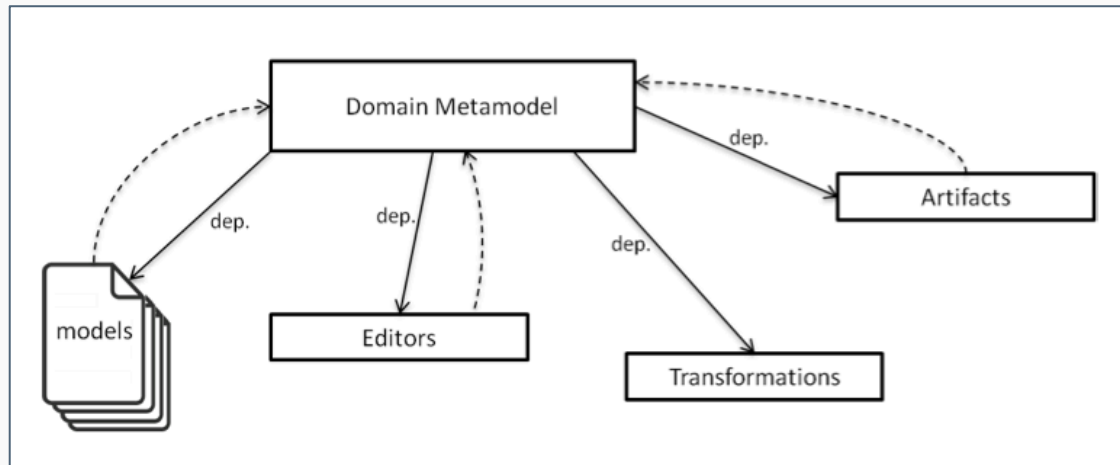 Domain Metamodel
dep.
Artifacts
dep.
dep.
dep.
models
Editors
Transformations